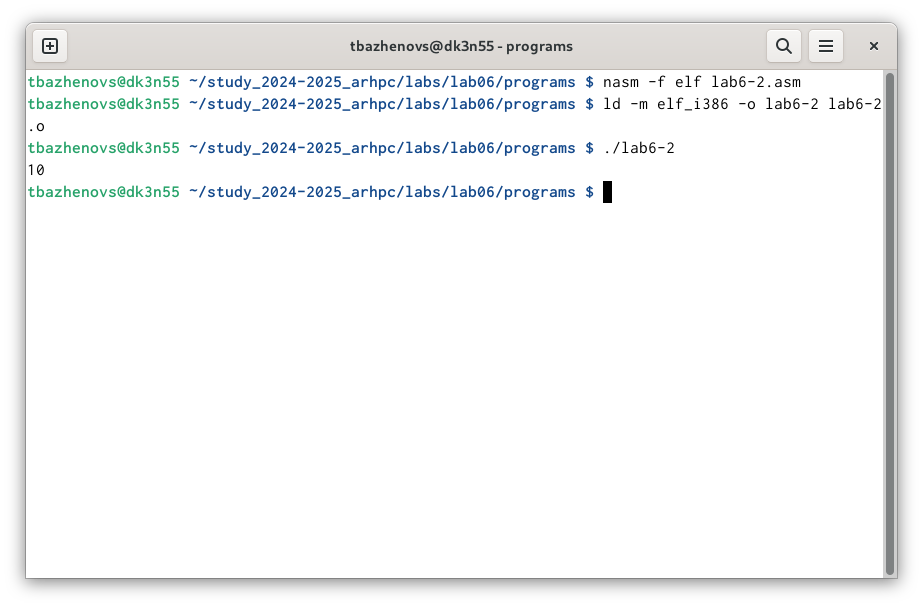 tbazhenovs@dk3n55 - programs
tbazhenovs@dk3n55 ~/study_2024-2025_arhpc/labs/lab06/programs $ nasm -f elf lab6-2.asm
tbazhenovs@dk3n55 ~/study_2024-2025_arhpc/labs/lab06/programs $ ld -m elf_i386 -o lab6-2 lab6-2
.o
tbazhenovs@dk3n55 ~/study_2024-2025_arhpc/labs/lab06/programs $ ./lab6-2
10
tbazhenovs@dk3n55 ~/study_2024-2025_arhpc/labs/lab06/programs $